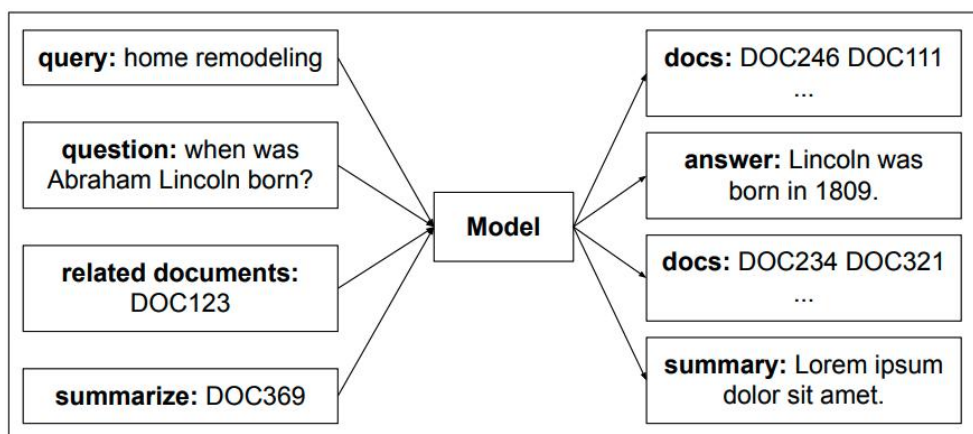 query: home remodeling
question: when was
Abraham Lincoln born?
related documents:
DOC123
summarize: DOC369
Model
docs: DOC246 DOC111
...
answer: Lincoln was
born in 1809.
docs: DOC234 DOC321
...
summary: Lorem ipsum
dolor sit amet.